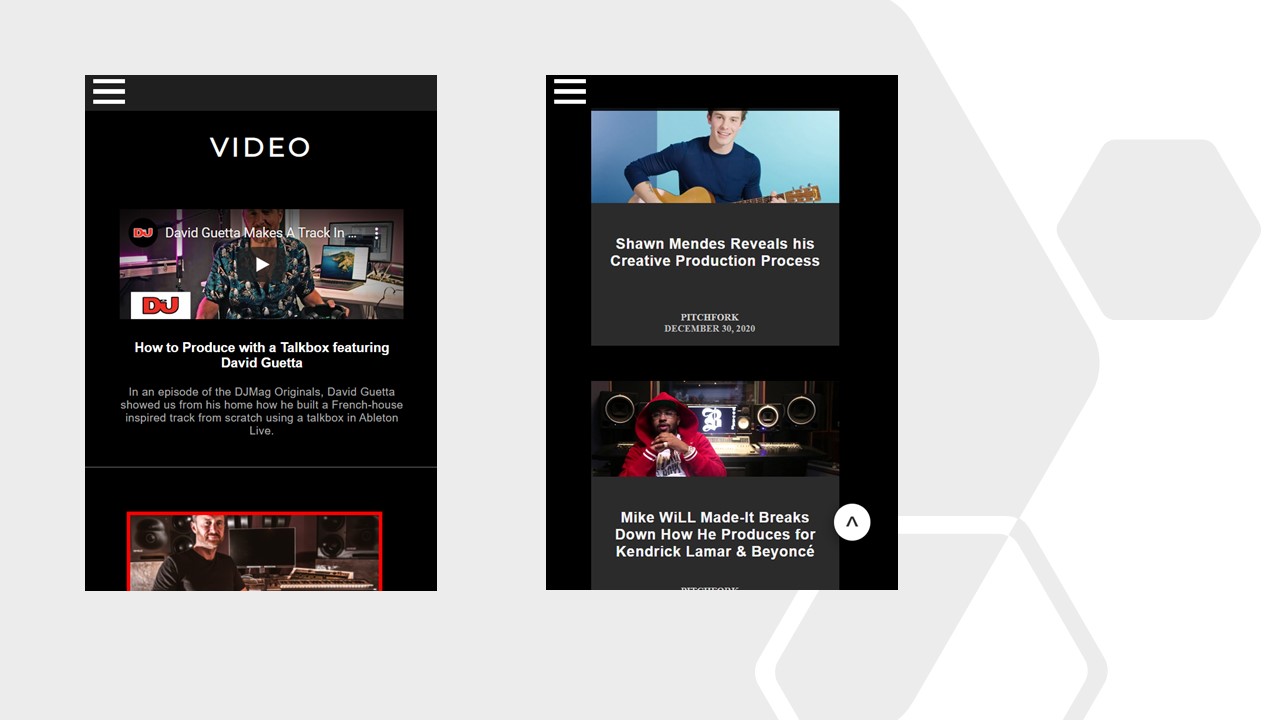 VIDEO
DJ
David Guetta Makes A Track In ...
DJ
How to Produce with a Talkbox featuring
David Guetta
In an episode of the DJMag Originals, David Guetta
showed us from his home how he built a French-house
inspired track from scratch using a talkbox in Ableton
Live.
Shawn Mendes Reveals his
Creative Production Process
PITCHFORK
DECEMBER 30, 2020
B
Mike WiLL Made-It Breaks
Down How He Produces for
Kendrick Lamar & Beyoncé
PITCHFORK